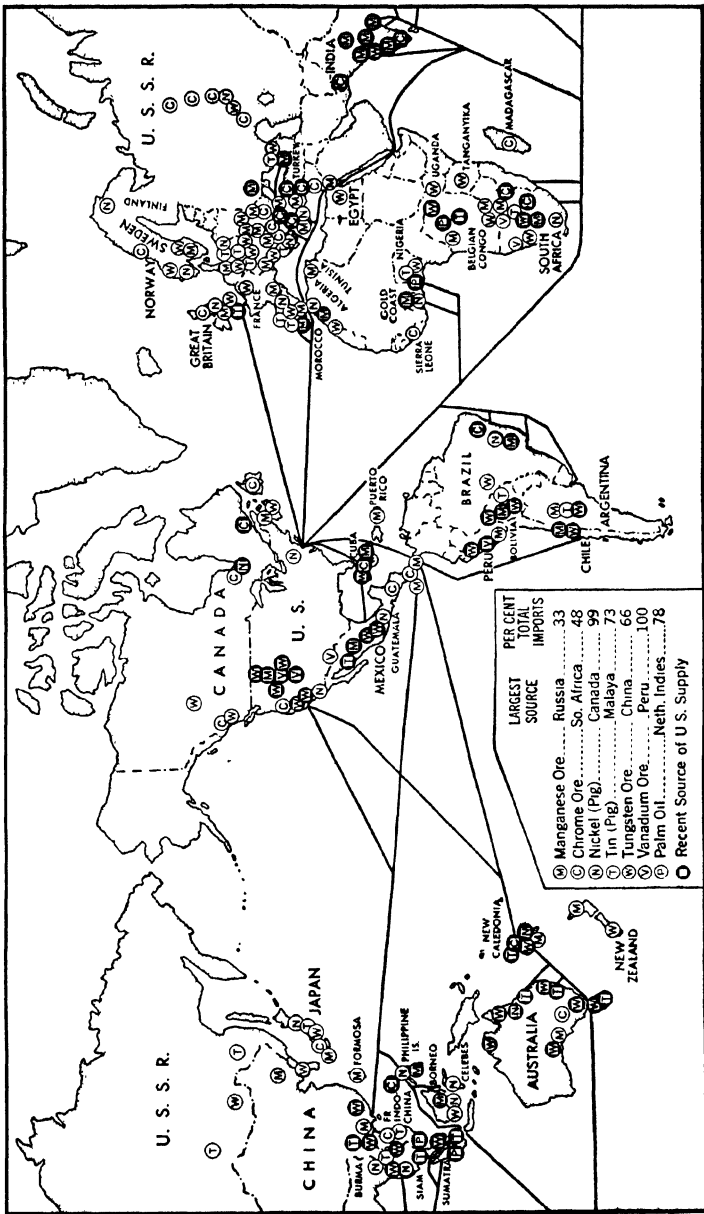 U. S. S. R.
CHINA
JAPAN
FORMOSA
BURMA
FR
INDO
CHINA
PHILIPPINE
IS.
SIAM
SUMATRA
BORNEO
CELEBES
AUSTRALIA
NEW
CALEDONIA
NEW
ZEALAND
CANADA
U. S.
MEXICO
GUATEMALA
CUBA
PUERTO
RICO
PERU
BOLIVIA
BRAZIL
CHILE
ARGENTINA
GREAT
BRITAIN
NORWAY
SWEDEN
FINLAND
U. S. S. R.
FRANCE
TURKEY
INDIA
MOROCCO
ALGERIA
TUNISIA
EGYPT
SIERRA
LEONE
GOLD
COAST
NIGERIA
BELGIAN
CONGO
UGANDA
TANGANYIKA
MADAGASCAR
SOUTH
AFRICA
LARGEST SOURCE PER CENT TOTAL IMPORTS
M Manganese Ore.....Russia........33
C Chrome Ore........So. Africa....48
N Nickel (Pig)........Canada........99
T Tin (Pig)............Malaya........73
W Tungsten Ore......China.........66
V Vanadium Ore......Peru.........100
P Palm Oil...........Neth. Indies....78
Recent Source of U. S. Supply